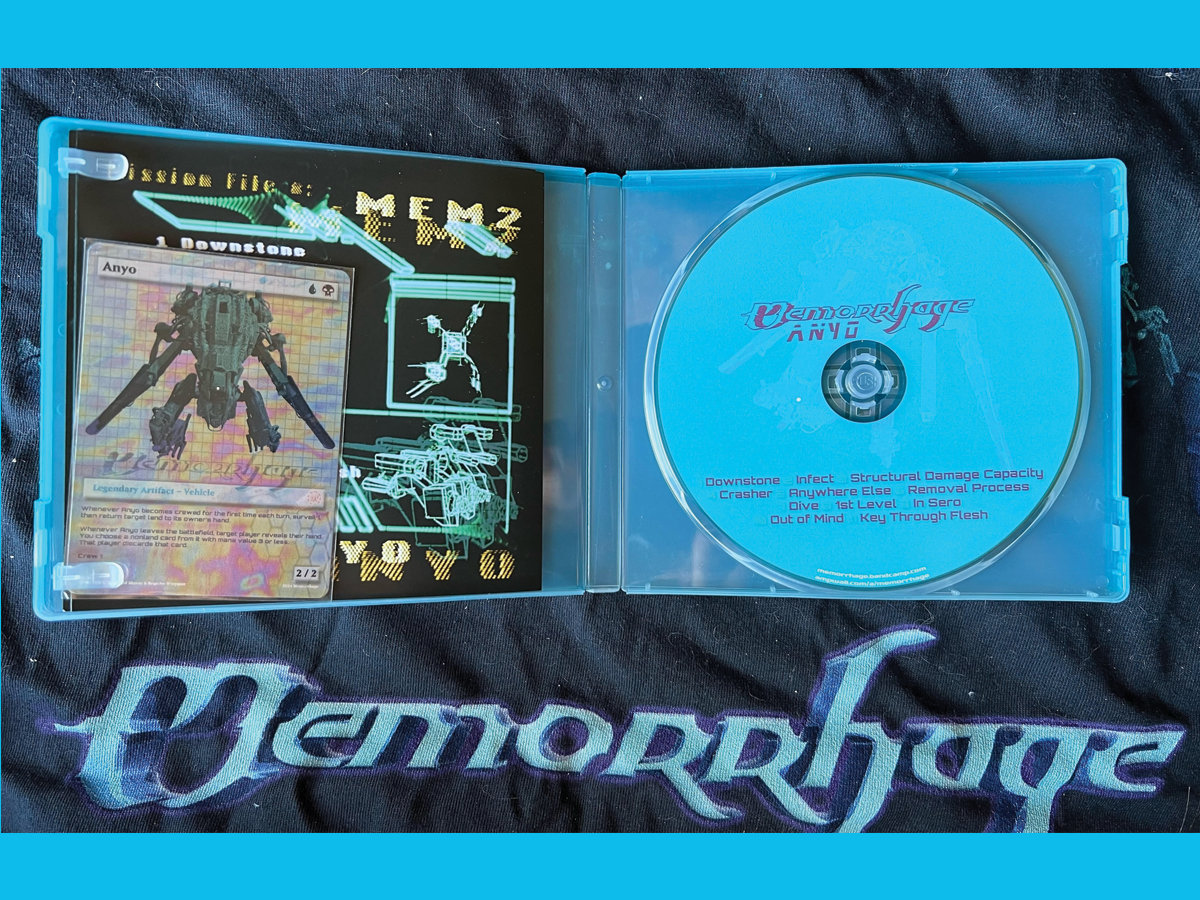 Mission File #:
MEM2
1 Downstone
Anyo
Memorrhage
Legendary Artifact – Vehicle
Whenever Anyo becomes crewed for the first time each turn, surveil 1,
then return target land to its owner's hand.
Whenever Anyo leaves the battlefield, target player reveals their hand.
You choose a nonland card from it with mana value 3 or less.
That player discards that card.
Crew 1
2/2
ANYO
Memorrhage
ANYO
Downstone Infect Structural Damage Capacity
Crasher Anywhere Else Removal Process
Dive 1st Level In Sero
Out of Mind Key Through Flesh
memorrhage.bandcamp.com
ampwall.com/a/memorrhage
Memorrhage